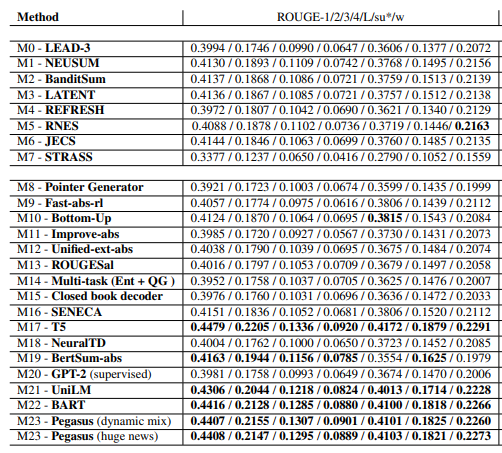 Method ROUGE-1/2/3/4/L/su*/w
M0 - LEAD-3 0.3994 / 0.1746 / 0.0990 / 0.0647 / 0.3606 / 0.1377 / 0.2072
M1 - NEUSUM 0.4130 / 0.1893 / 0.1109 / 0.0742 / 0.3768 / 0.1495 / 0.2156
M2 - BanditSum 0.4137 / 0.1868 / 0.1086 / 0.0721 / 0.3759 / 0.1513 / 0.2139
M3 - LATENT 0.4136 / 0.1867 / 0.1085 / 0.0721 / 0.3757 / 0.1512 / 0.2138
M4 - REFRESH 0.3972 / 0.1807 / 0.1042 / 0.0690 / 0.3621 / 0.1340 / 0.2129
M5 - RNES 0.4088 / 0.1878 / 0.1102 / 0.0736 / 0.3719 / 0.1446/ 0.2163
M6 - JECS 0.4144 / 0.1846 / 0.1063 / 0.0699 / 0.3760 / 0.1485 / 0.2135
M7 - STRASS 0.3377 / 0.1237 / 0.0650 / 0.0416 / 0.2790 / 0.1052 / 0.1559
M8 - Pointer Generator 0.3921 / 0.1723 / 0.1003 / 0.0674 / 0.3599 / 0.1435 / 0.1999
M9 - Fast-abs-rl 0.4057 / 0.1774 / 0.0975 / 0.0616 / 0.3806 / 0.1439 / 0.2112
M10 - Bottom-Up 0.4124 / 0.1870 / 0.1064 / 0.0695 / 0.3815 / 0.1543 / 0.2084
M11 - Improve-abs 0.3985 / 0.1720 / 0.0927 / 0.0567 / 0.3730 / 0.1431 / 0.2073
M12 - Unified-ext-abs 0.4038 / 0.1790 / 0.1039 / 0.0695 / 0.3675 / 0.1484 / 0.2074
M13 - ROUGESal 0.4016 / 0.1797 / 0.1053 / 0.0709 / 0.3679 / 0.1497 / 0.2058
M14 - Multi-task (Ent + QG ) 0.3952 / 0.1758 / 0.1037 / 0.0705 / 0.3625 / 0.1476 / 0.2007
M15 - Closed book decoder 0.3976 / 0.1760 / 0.1031 / 0.0696 / 0.3636 / 0.1472 / 0.2033
M16 - SENECA 0.4151 / 0.1836 / 0.1052 / 0.0681 / 0.3806 / 0.1520 / 0.2112
M17 - T5 0.4479 / 0.2205 / 0.1336 / 0.0920 / 0.4172 / 0.1879 / 0.2291
M18 - NeuralTD 0.4004 / 0.1762 / 0.1000 / 0.0650 / 0.3723 / 0.1452 / 0.2085
M19 - BertSum-abs 0.4163 / 0.1944 / 0.1156 / 0.0785 / 0.3554 / 0.1625 / 0.1979
M20 - GPT-2 (supervised) 0.3981 / 0.1758 / 0.0993 / 0.0649 / 0.3674 / 0.1470 / 0.2006
M21 - UniLM 0.4306 / 0.2044 / 0.1218 / 0.0824 / 0.4013 / 0.1714 / 0.2228
M22 - BART 0.4416 / 0.2128 / 0.1285 / 0.0880 / 0.4100 / 0.1818 / 0.2266
M23 - Pegasus (dynamic mix) 0.4407 / 0.2155 / 0.1307 / 0.0901 / 0.4101 / 0.1825 / 0.2260
M23 - Pegasus (huge news) 0.4408 / 0.2147 / 0.1295 / 0.0889 / 0.4103 / 0.1821 / 0.2273